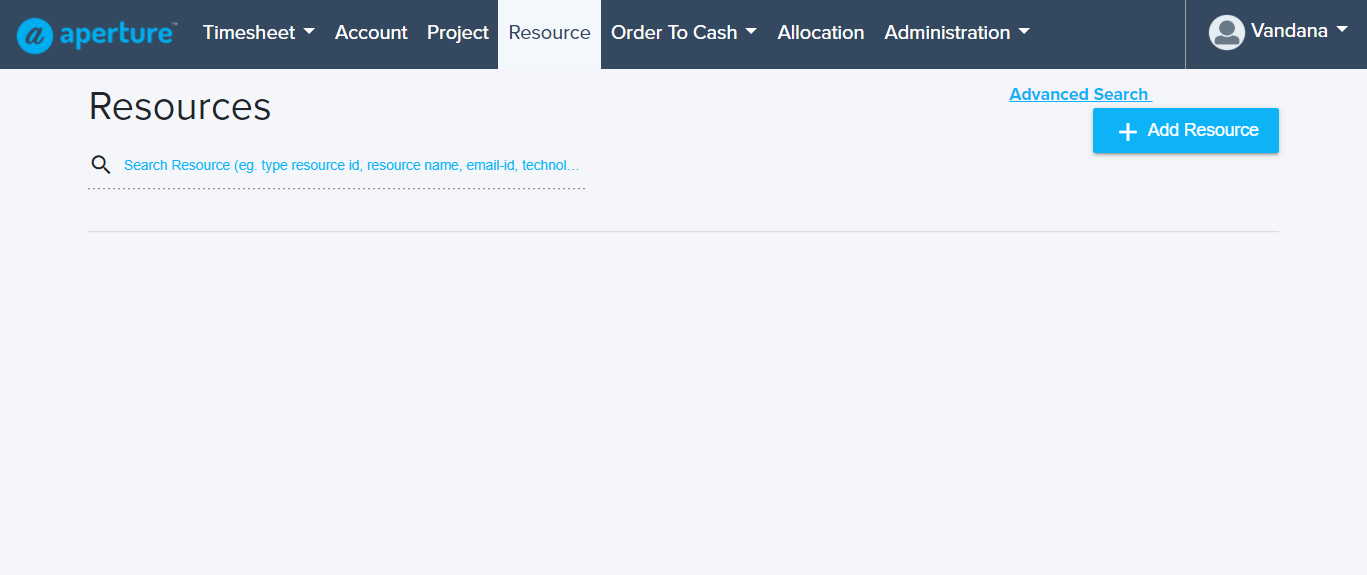 aperture™ Timesheet Account Project Resource Order To Cash Allocation Administration Vandana
Resources
Advanced Search
Add Resource
Search Resource (eg. type resource id, resource name, email-id, technol...